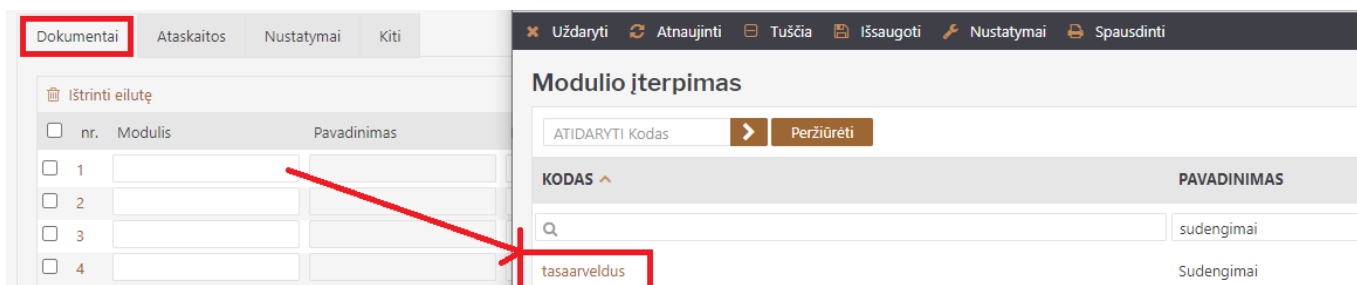 Dokumentai Ataskaitos Nustatymai Kiti
Ištrinti eilutę
nr. Modulis Pavadinimas
1
2
3
4
Uždaryti Atnaujinti Tuščia Išsaugoti Nustatymai Spausdinti
Modulio įterpimas
ATIDARYTI Kodas Peržiūrėti
KODAS PAVADINIMAS
sudengimai
tasaarveldus Sudengimai